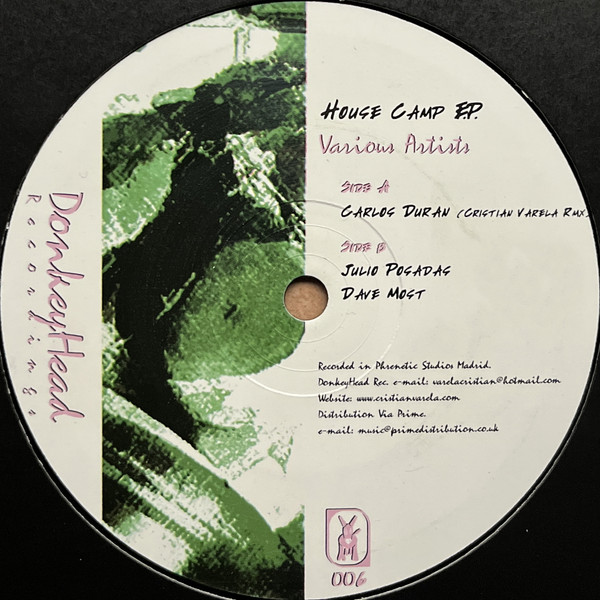 House Camp E.P.
Various Artists
Side A
Carlos Duran (Cristian Varela Rmx)
Side B
Julio Posadas
Dave Most
DonkeyHead
Recordings
Recorded in Phrenetic Studios Madrid.
DonkeyHead Rec. e-mail: varelacristian@hotmail.com
Website: www.cristianvarela.com
Distribution Via Prime.
e-mail: music@primedistribution.co.uk
006